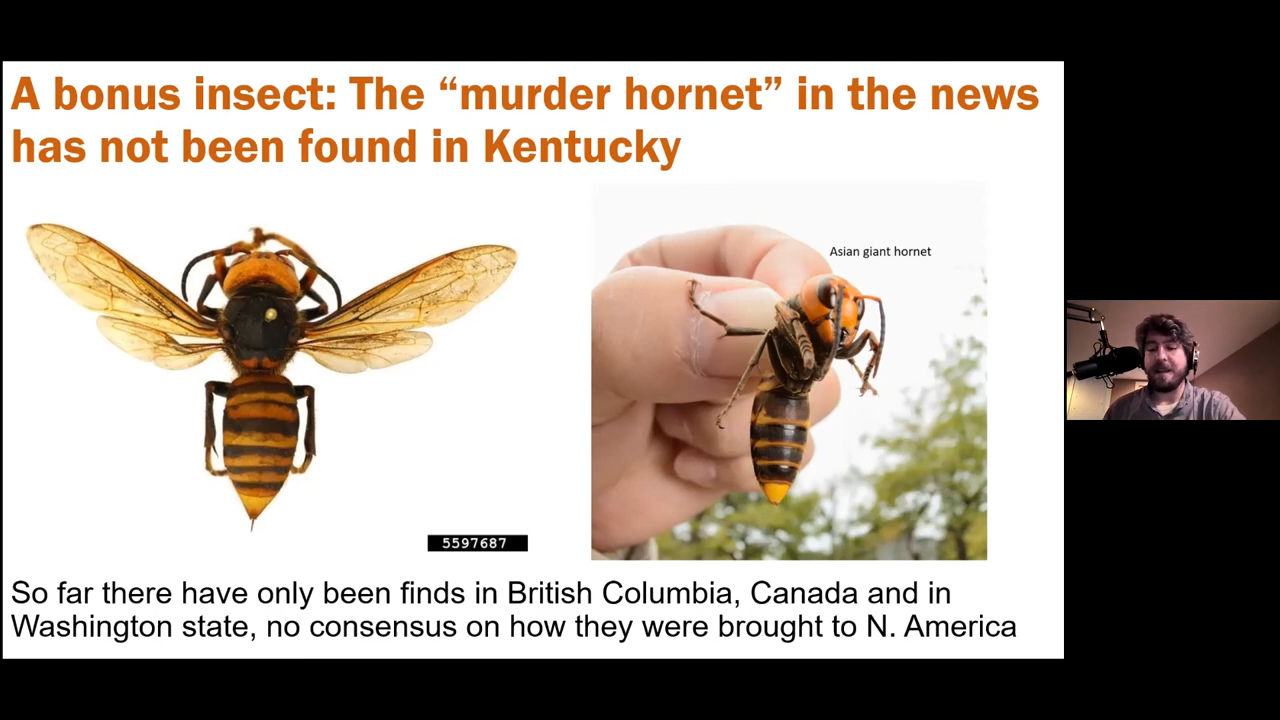 A bonus insect: The “murder hornet” in the news
has not been found in Kentucky
Asian giant hornet
5597687
So far there have only been finds in British Columbia, Canada and in
Washington state, no consensus on how they were brought to N. America